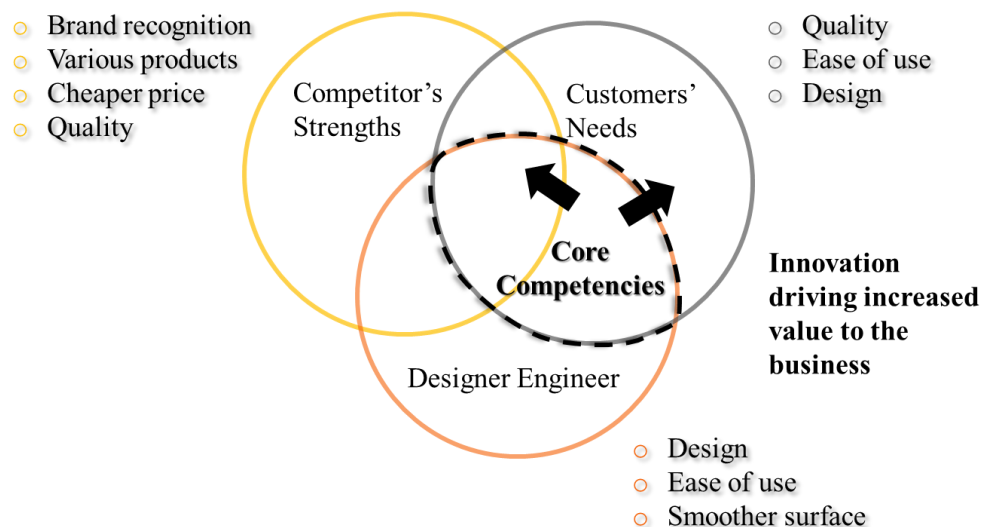 Brand recognition
Various products
Cheaper price
Quality
Quality
Ease of use
Design
Competitor's
Strengths
Customers'
Needs
Core
Competencies
Innovation
driving increased
value to the
business
Designer Engineer
Design
Ease of use
Smoother surface